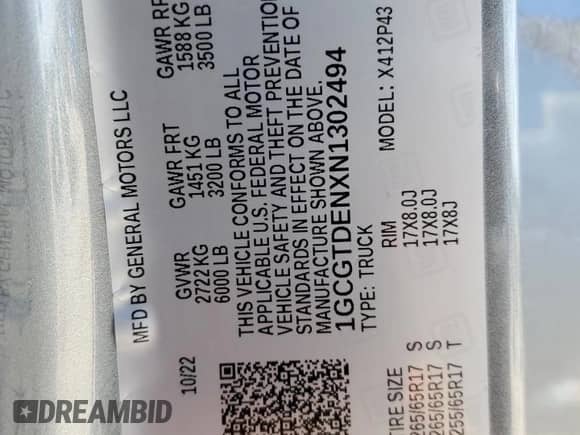 MFD BY GENERAL MOTORS LLC
10/22
GVWR
2722 KG
6000 LB
GAWR FRT
1451 KG
3200 LB
GAWR RR
1588 KG
3500 LB
THIS VEHICLE CONFORMS TO ALL
APPLICABLE U.S. FEDERAL MOTOR
VEHICLE SAFETY AND THEFT PREVENTION
STANDARDS IN EFFECT ON THE DATE OF
MANUFACTURE SHOWN ABOVE.
1GCGTDENXN1302494
TYPE: TRUCK
MODEL: X412P43
TIRE SIZE
RIM
265/65R17 S
17X8.0J
265/65R17 S
17X8.0J
255/65R17 T
17X8J
DREAMBID